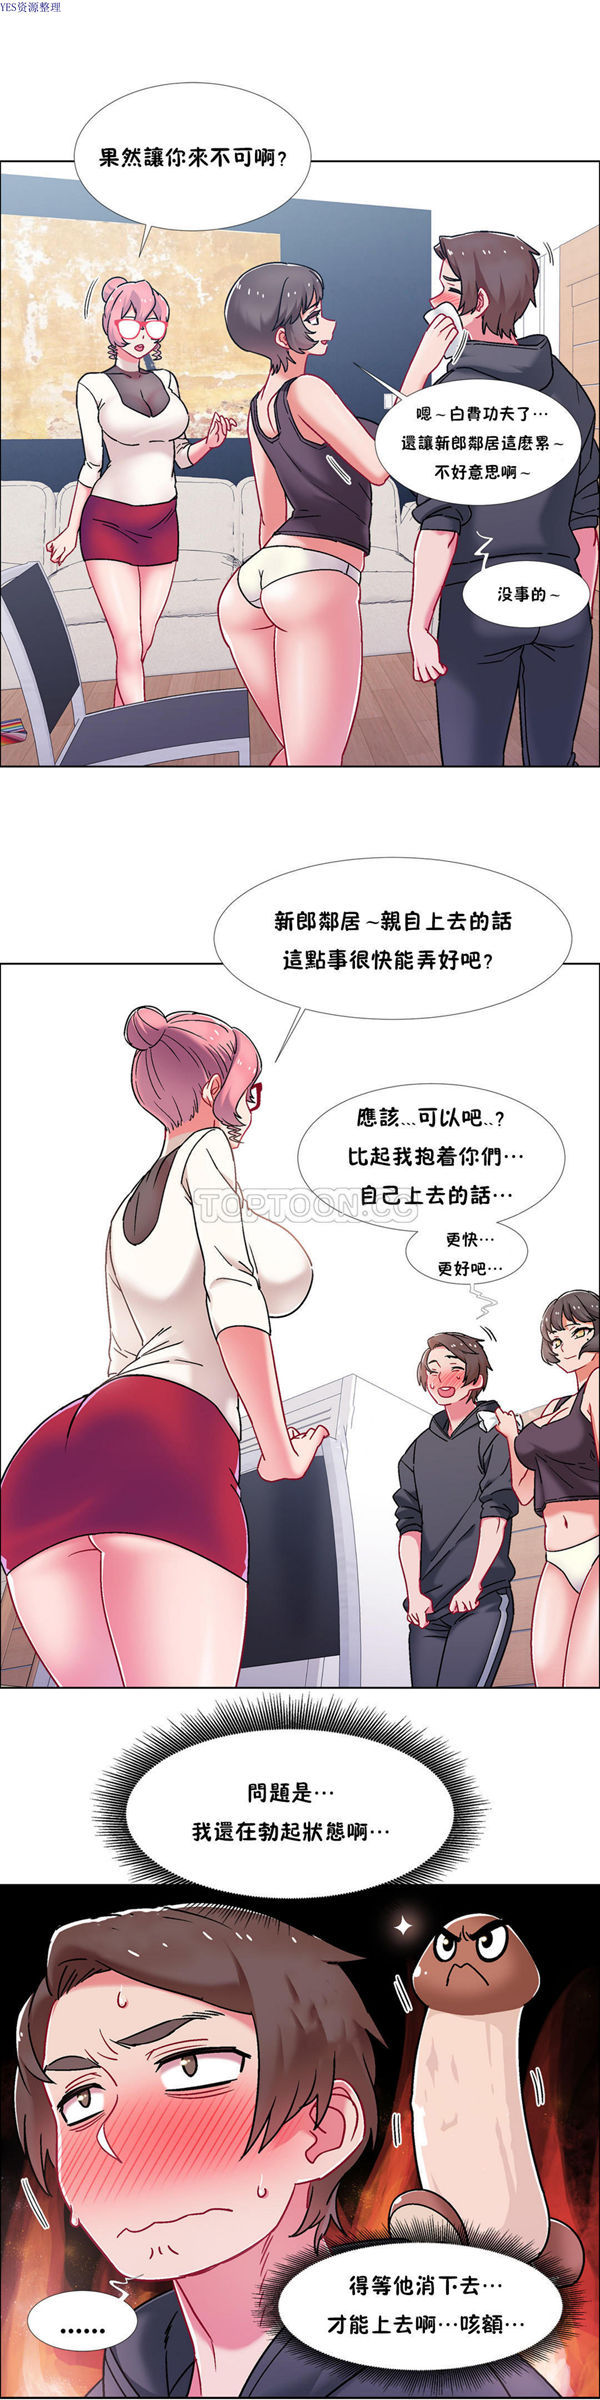 YES资源整理
果然讓你來不可啊?
嗯~白費功夫了…
還讓新郎鄰居這麽累~
不好意思啊~
沒事的~
新郎鄰居~親自上去的話
這點事很快能弄好吧?
應該...可以吧..?
比起我抱着你們…
自己上去的話…
TOPTOON.CC
更快…
更好吧…
問題是…
我還在勃起狀態啊…
得等他消下去…
才能上去啊…咳額…
……